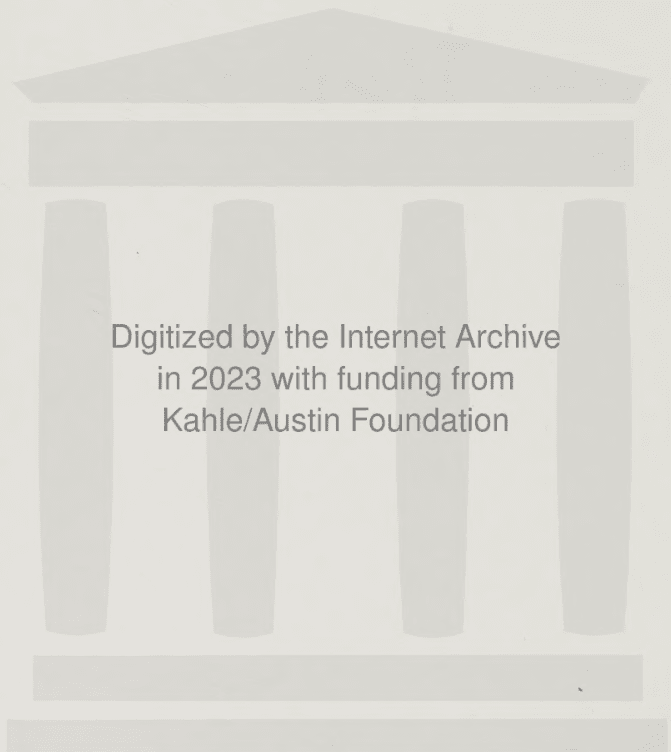 Digitized by the Internet Archive
in 2023 with funding from
Kahle/Austin Foundation